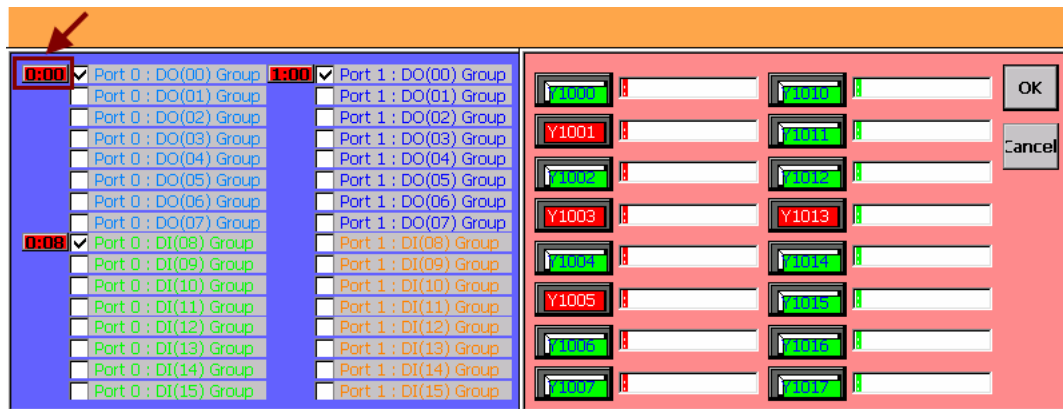 0:00 Port 0 : DO(00) Group 1:00 Port 1 : DO(00) Group
Port 0 : DO(01) Group Port 1 : DO(01) Group
Port 0 : DO(02) Group Port 1 : DO(02) Group
Port 0 : DO(03) Group Port 1 : DO(03) Group
Port 0 : DO(04) Group Port 1 : DO(04) Group
Port 0 : DO(05) Group Port 1 : DO(05) Group
Port 0 : DO(06) Group Port 1 : DO(06) Group
Port 0 : DO(07) Group Port 1 : DO(07) Group
0:08 Port 0 : DI(08) Group Port 1 : DI(08) Group
Port 0 : DI(09) Group Port 1 : DI(09) Group
Port 0 : DI(10) Group Port 1 : DI(10) Group
Port 0 : DI(11) Group Port 1 : DI(11) Group
Port 0 : DI(12) Group Port 1 : DI(12) Group
Port 0 : DI(13) Group Port 1 : DI(13) Group
Port 0 : DI(14) Group Port 1 : DI(14) Group
Port 0 : DI(15) Group Port 1 : DI(15) Group
Y1000 : Y1010 :
Y1001 : Y1011 :
Y1002 : Y1012 :
Y1003 : Y1013 :
Y1004 : Y1014 :
Y1005 : Y1015 :
Y1006 : Y1016 :
Y1007 : Y1017 :
OK
Cancel